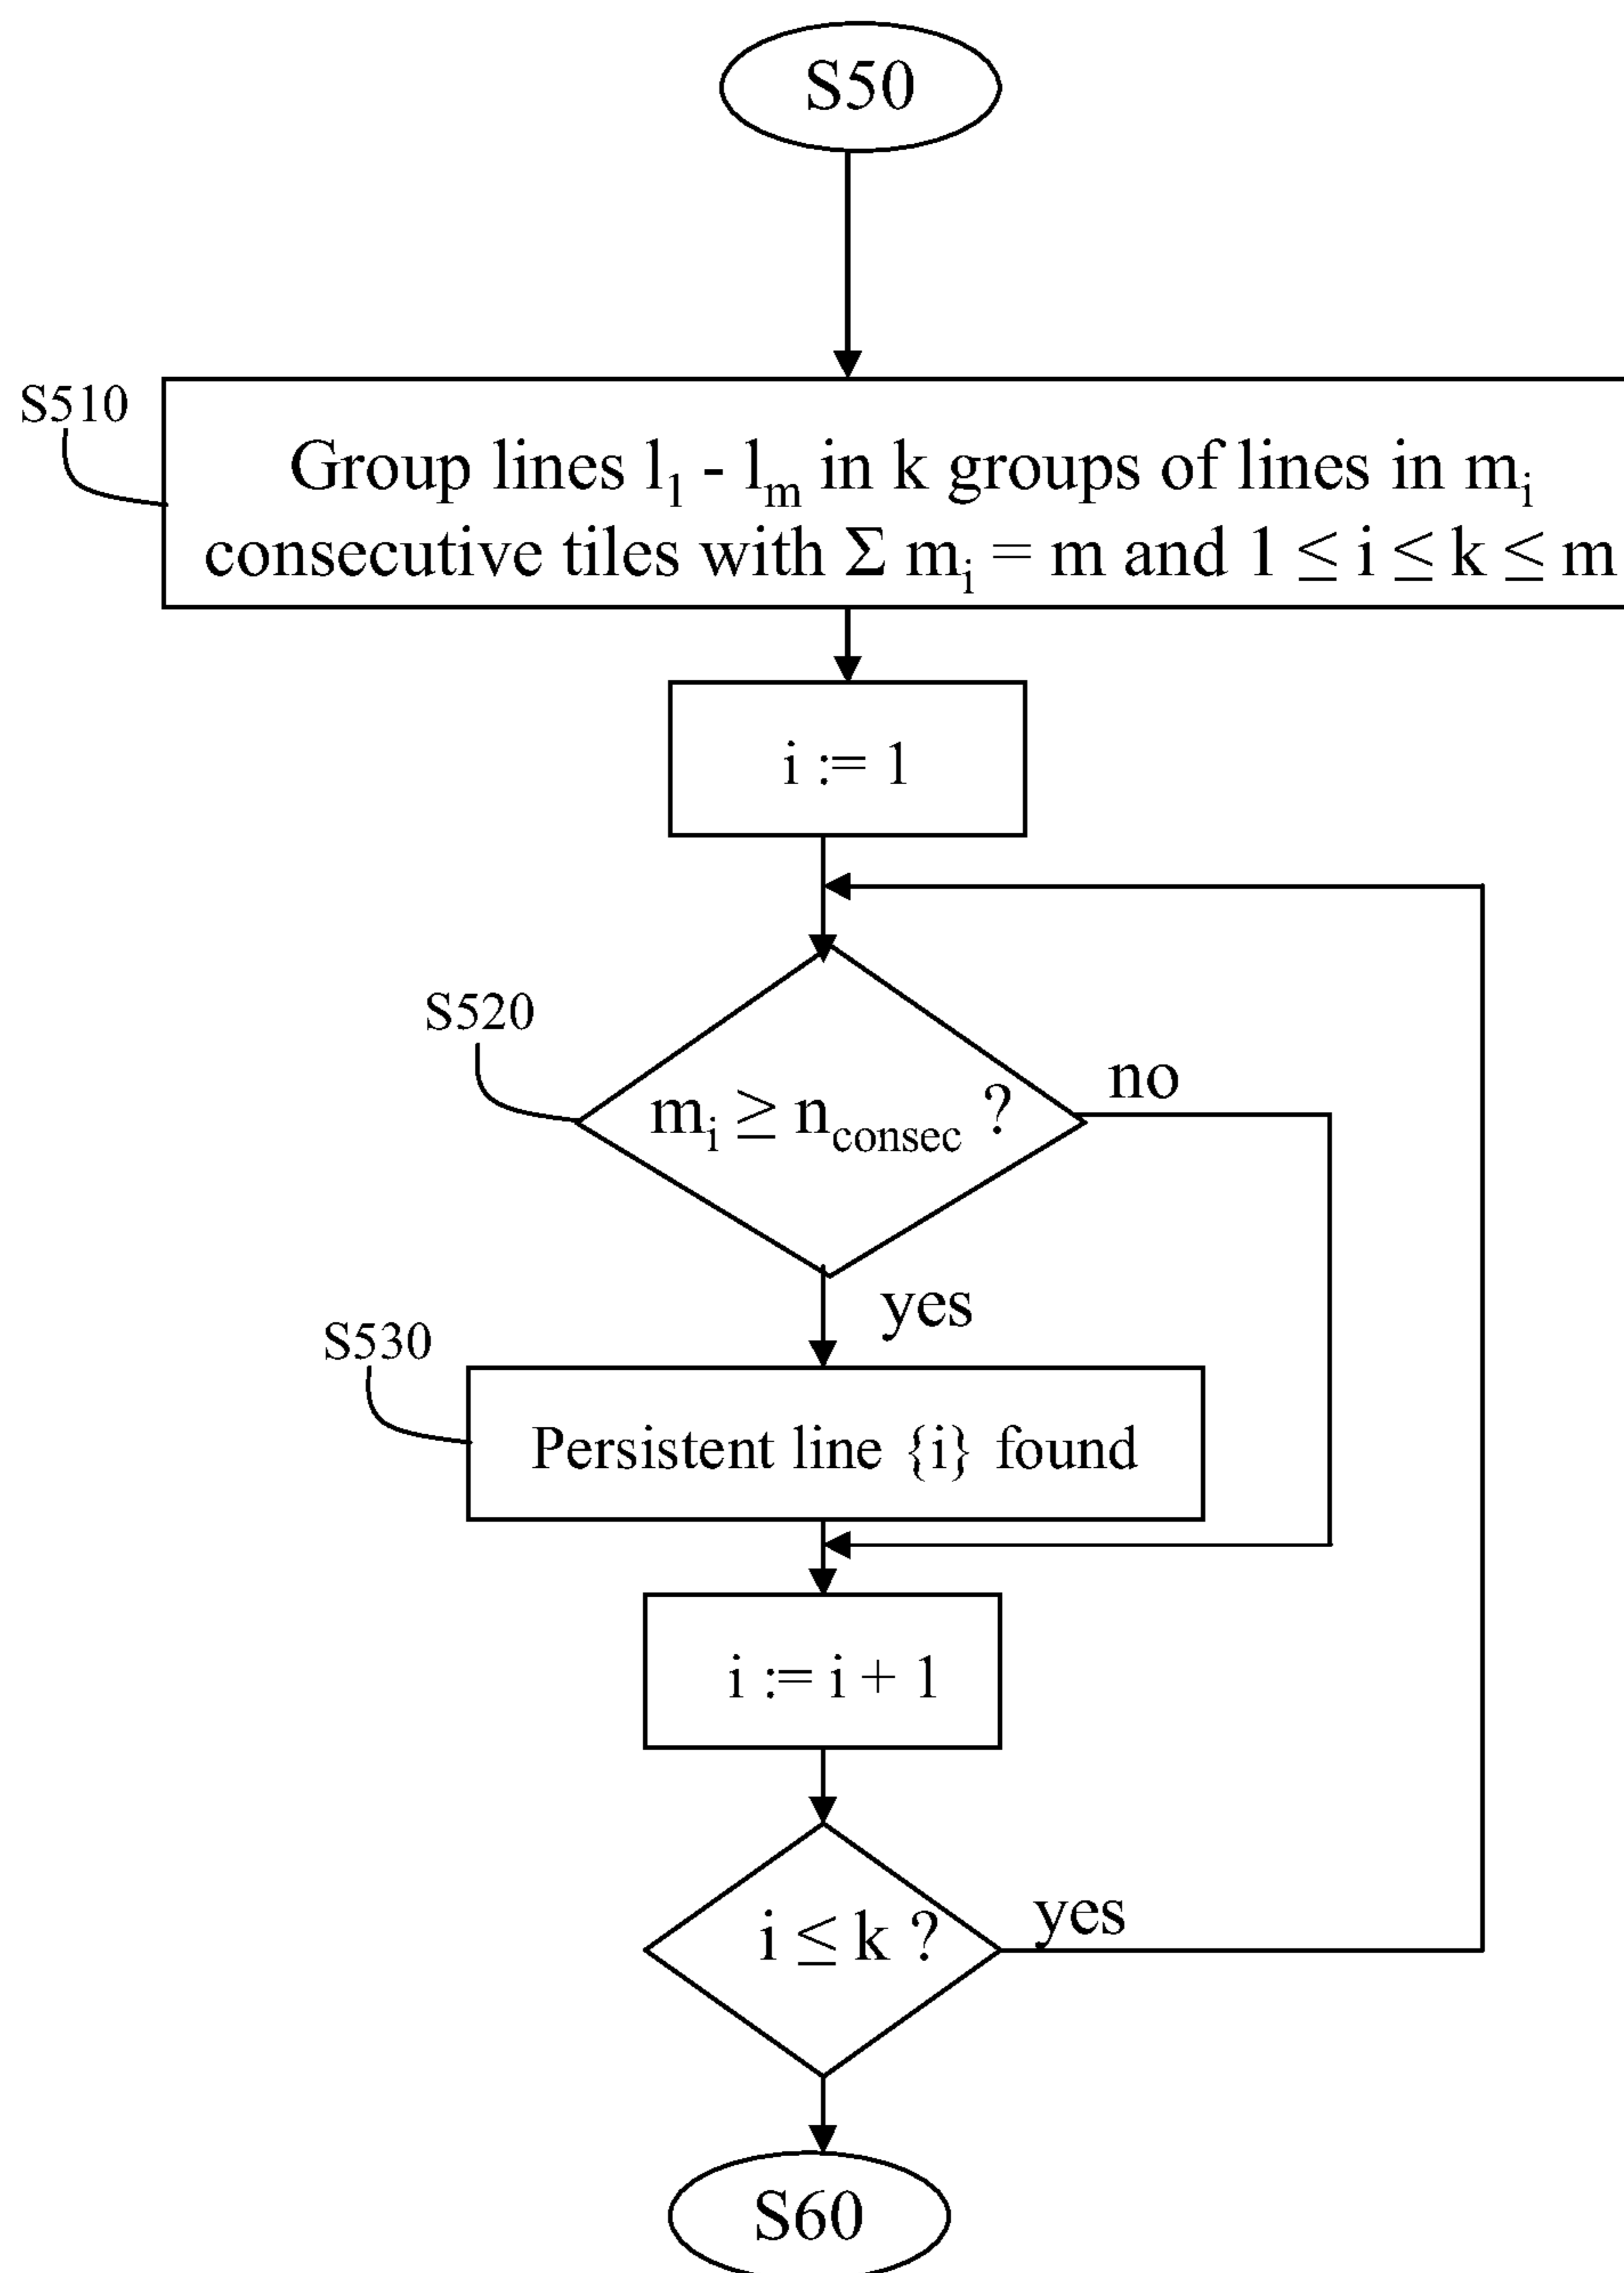 S50
S510
Group lines l₁ - lₘ in k groups of lines in mᵢ
consecutive tiles with Σ mᵢ = m and 1 ≤ i ≤ k ≤ m
i := 1
S520
mᵢ ≥ n_consec ?
no
yes
S530
Persistent line {i} found
i := i + 1
i ≤ k ?
yes
S60